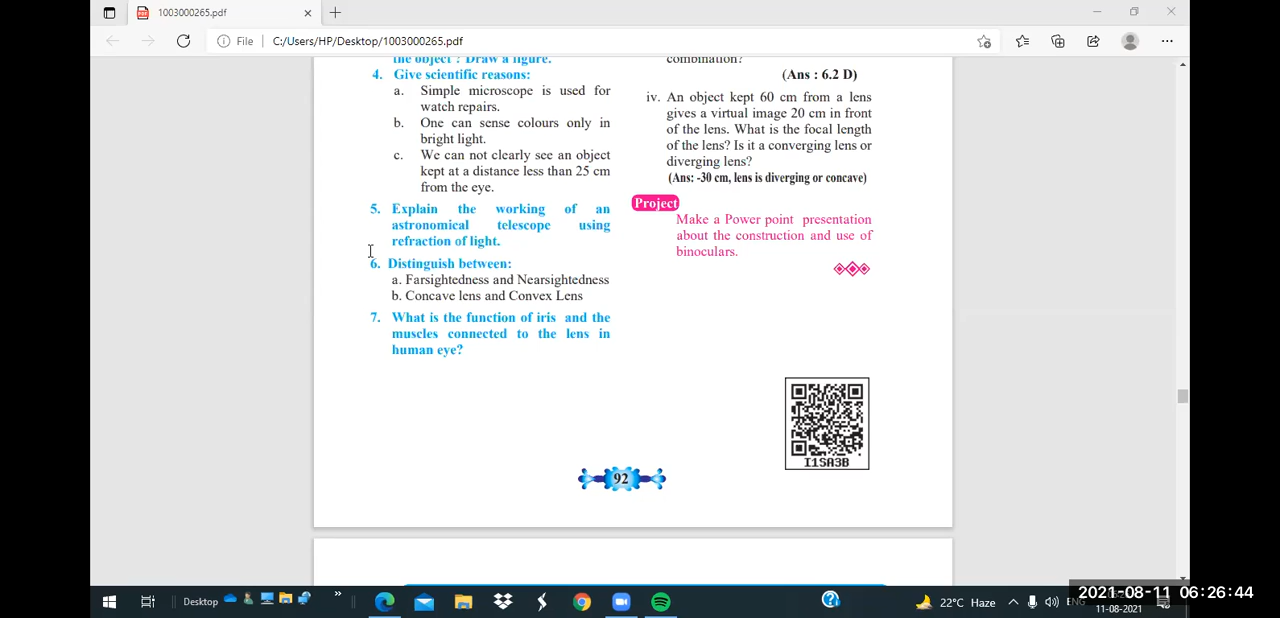 1003000265.pdf
File
C:/Users/HP/Desktop/1003000265.pdf
the object ? Draw a figure.
4. Give scientific reasons:
a. Simple microscope is used for
watch repairs.
b. One can sense colours only in
bright light.
c. We can not clearly see an object
kept at a distance less than 25 cm
from the eye.
5. Explain the working of an
astronomical telescope using
refraction of light.
6. Distinguish between:
a. Farsightedness and Nearsightedness
b. Concave lens and Convex Lens
7. What is the function of iris and the
muscles connected to the lens in
human eye?
combination?
(Ans : 6.2 D)
iv. An object kept 60 cm from a lens
gives a virtual image 20 cm in front
of the lens. What is the focal length
of the lens? Is it a converging lens or
diverging lens?
(Ans: -30 cm, lens is diverging or concave)
Project
Make a Power point presentation
about the construction and use of
binoculars.
I1SA3B
92
Desktop
22°C Haze
ENG
2021-08-11 06:26:44
11-08-2021